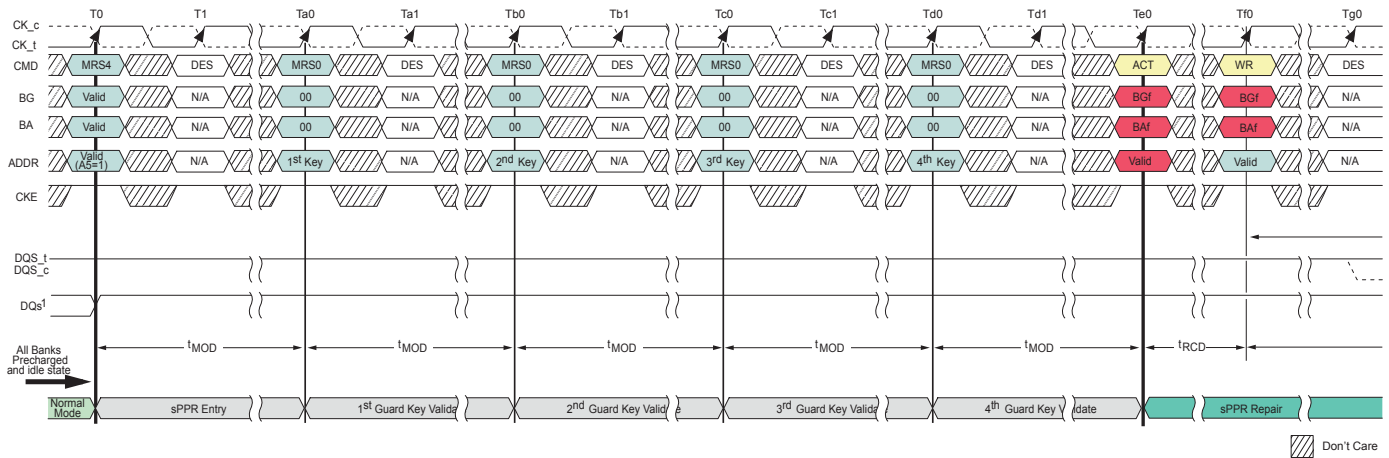 T0 T1 Ta0 Ta1 Tb0 Tb1 Tc0 Tc1 Td0 Td1 Te0 Tf0 Tg0
CK_c
CK_t
CMD MRS4 DES MRS0 DES MRS0 DES MRS0 DES MRS0 DES ACT WR DES
BG Valid N/A 00 N/A 00 N/A 00 N/A 00 N/A BGf BGf N/A
BA Valid N/A 00 N/A 00 N/A 00 N/A 00 N/A BAf BAf N/A
ADDR Valid (A5=1) N/A 1st Key N/A 2nd Key N/A 3rd Key N/A 4th Key N/A Valid Valid N/A
CKE
DQS_t
DQS_c
DQs1
All Banks
Precharged
and idle state
tMOD tMOD tMOD tMOD tMOD tRCD
Normal
Mode
sPPR Entry 1st Guard Key Valida 2nd Guard Key Valid e 3rd Guard Key Valida 4th Guard Key V date sPPR Repair
Don't Care